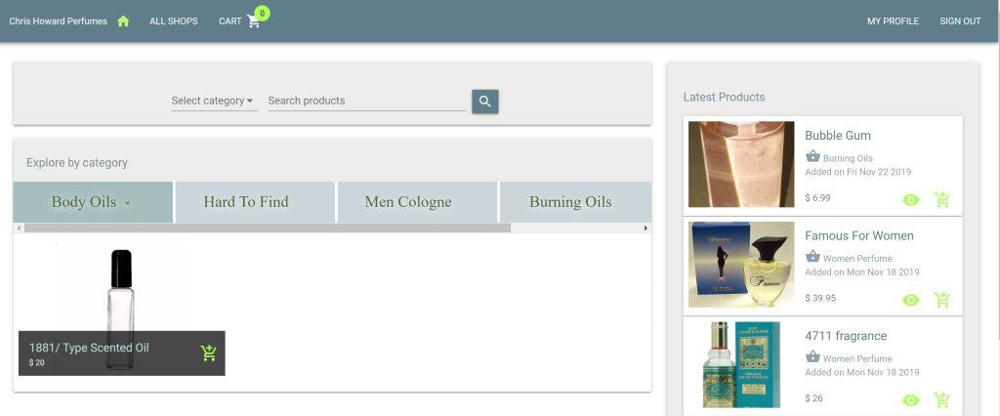 Chris Howard Perfumes ALL SHOPS CART 0 MY PROFILE SIGN OUT
Select category Search products
Explore by category
Body Oils Hard To Find Men Cologne Burning Oils
1881/ Type Scented Oil
$ 20
Latest Products
Bubble Gum
Burning Oils
Added on Fri Nov 22 2019
$ 6.99
Famous For Women
Women Perfume
Added on Mon Nov 18 2019
$ 39.95
Famous
4711 fragrance
Women Perfume
Added on Mon Nov 18 2019
$ 26